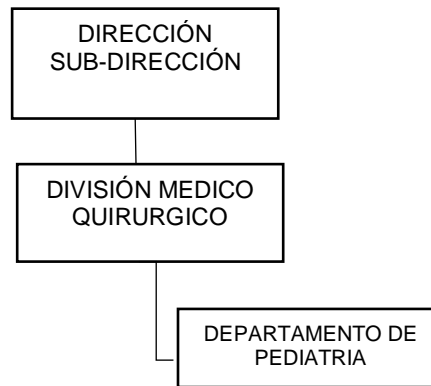 DIRECCIÓN
SUB-DIRECCIÓN
DIVISIÓN MEDICO
QUIRURGICO
DEPARTAMENTO DE
PEDIATRIA